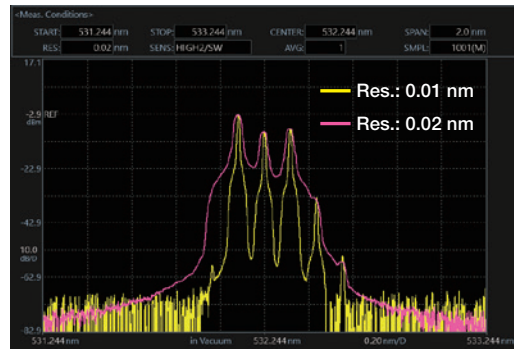 <Meas. Conditions>
START: 531.244 nm STOP: 533.244 nm CENTER: 532.244 nm SPAN: 2.0 nm
RES: 0.02 nm SENS: HIGH2/SW AVG: 1 SMPL: 1001(M)
17.1
Res.: 0.01 nm
-2.9 REF
dBm
Res.: 0.02 nm
-22.9
-42.9
10.0
dB/D
-62.9
-82.9
531.244 nm in Vacuum 532.244 nm 0.20 nm/D 533.244 nm